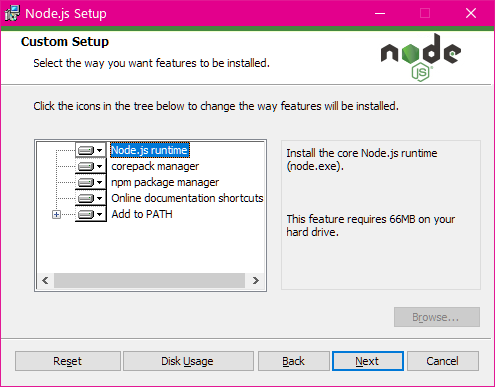 Node.js Setup
Custom Setup
Select the way you want features to be installed.
node
JS
Click the icons in the tree below to change the way features will be installed.
Node.js runtime
corepack manager
npm package manager
Online documentation shortcuts
Add to PATH
Install the core Node.js runtime
(node.exe).
This feature requires 66MB on your
hard drive.
Browse...
Reset
Disk Usage
Back
Next
Cancel